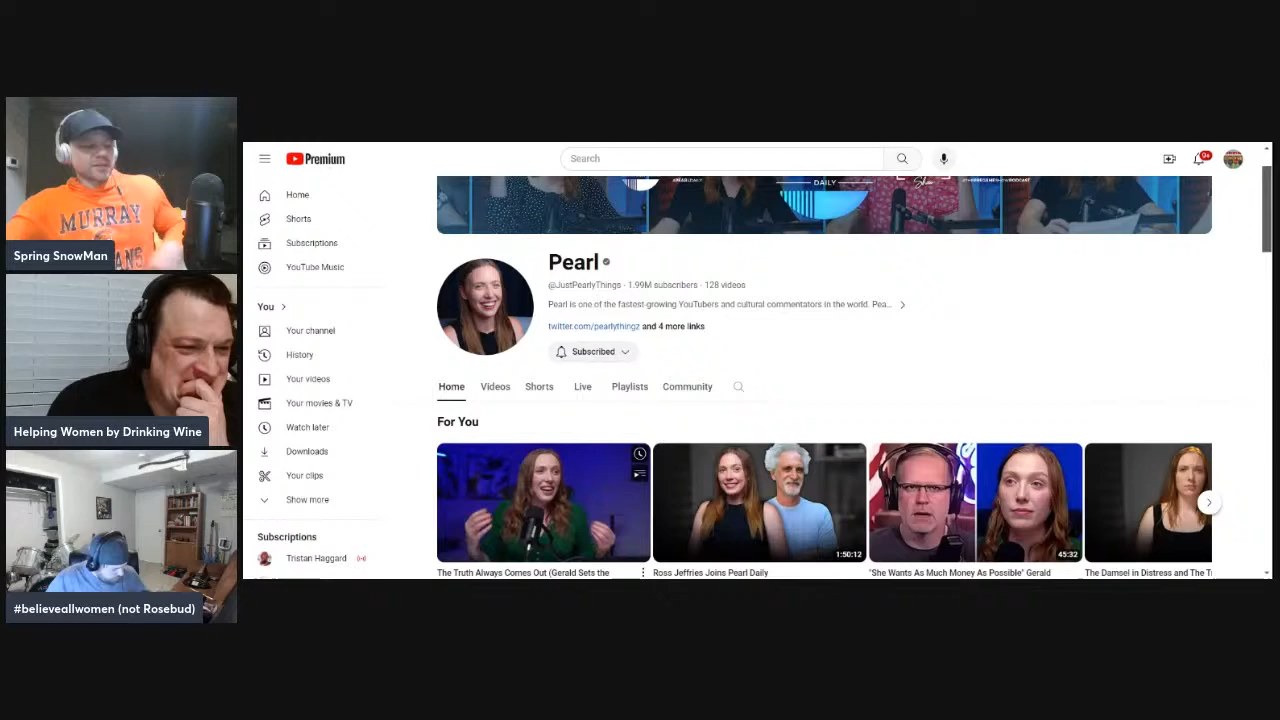 MURRAY
Spring SnowMan
Helping Women by Drinking Wine
#believeallwomen (not Rosebud)
Premium
Search
9+
Home
Shorts
Subscriptions
YouTube Music
You
Your channel
History
Your videos
Your movies & TV
Watch later
Downloads
Your clips
Show more
Subscriptions
Tristan Haggard
DAILY
Show
Pearl
@JustPearlyThings · 1.99M subscribers · 128 videos
Pearl is one of the fastest-growing YouTubers and cultural commentators in the world. Pea...
twitter.com/pearlythingz and 4 more links
Subscribed
Home Videos Shorts Live Playlists Community
For You
1:50:12
45:32
The Truth Always Comes Out (Gerald Sets the
Ross Jeffries Joins Pearl Daily
"She Wants As Much Money As Possible" Gerald
The Damsel in Distress and The Tr